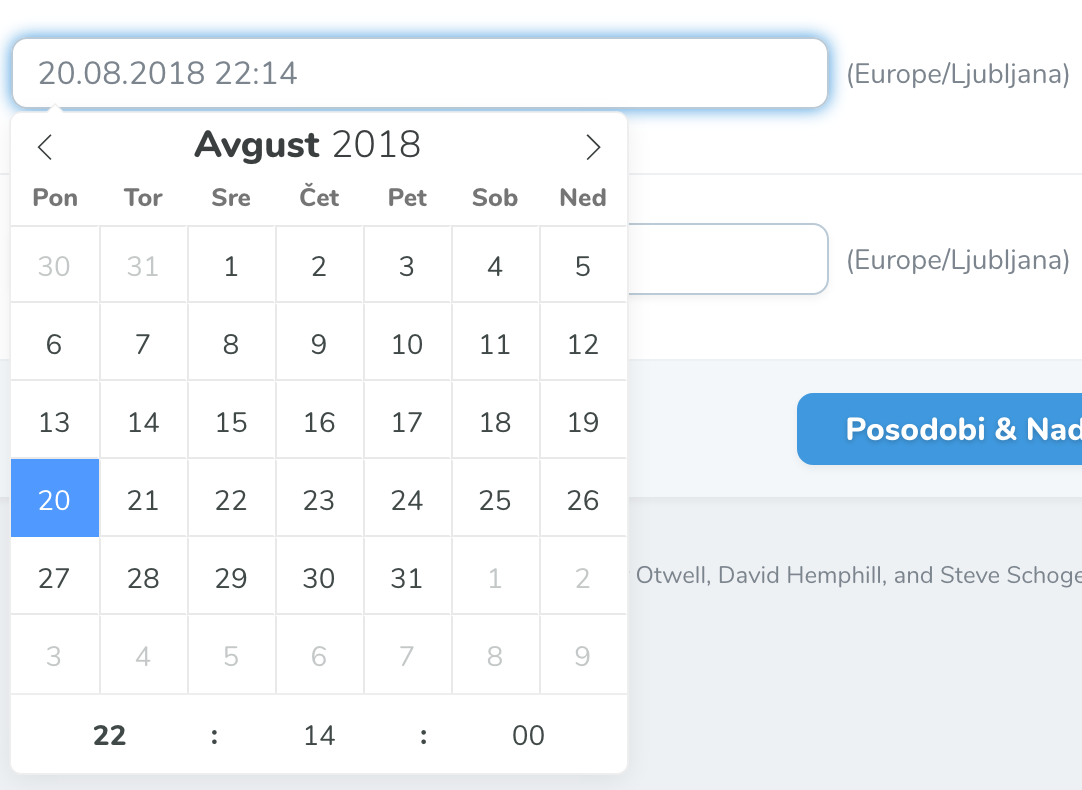 20.08.2018 22:14 (Europe/Ljubljana)
Avgust 2018
Pon Tor Sre Čet Pet Sob Ned
30 31 1 2 3 4 5
(Europe/Ljubljana)
6 7 8 9 10 11 12
13 14 15 16 17 18 19
Posodobi & Nad
20 21 22 23 24 25 26
27 28 29 30 31 1 2
Otwell, David Hemphill, and Steve Schoge
3 4 5 6 7 8 9
22 : 14 : 00